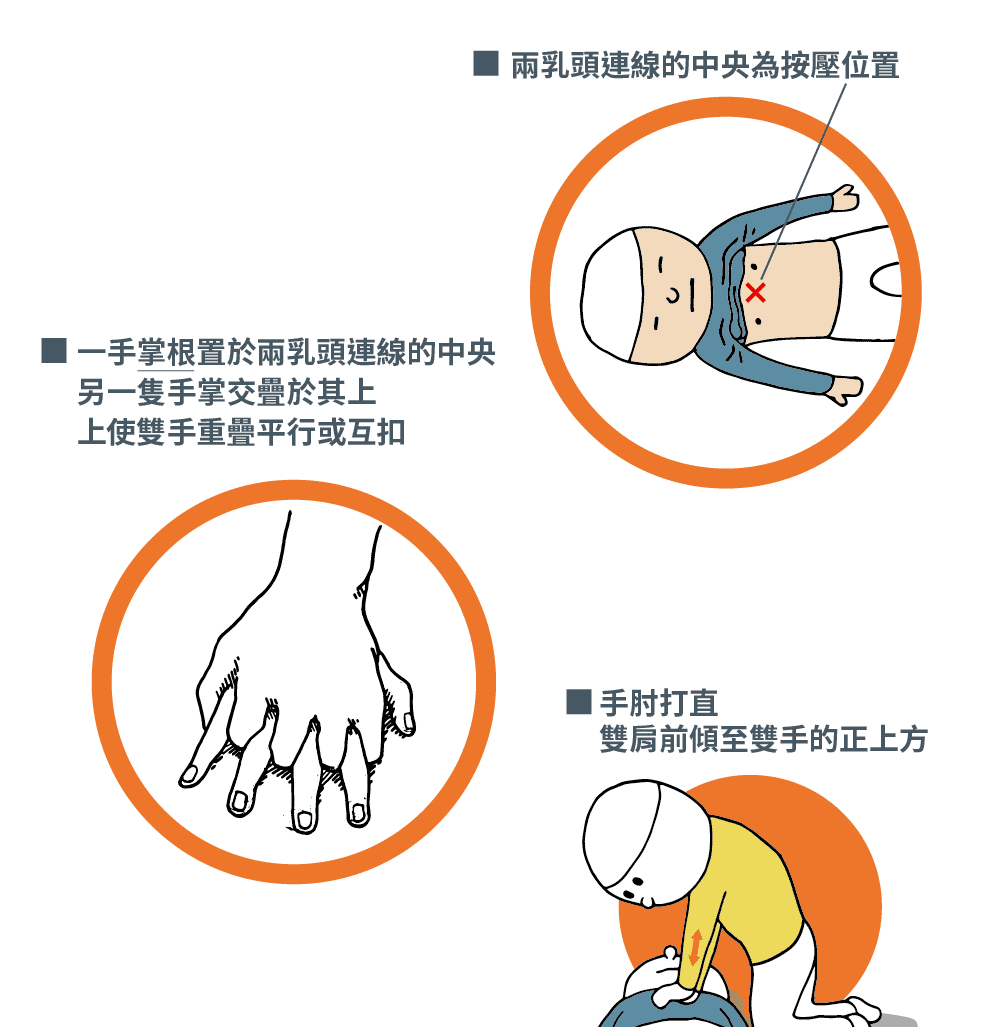 兩乳頭連線的中央為按壓位置
一手掌根置於兩乳頭連線的中央
另一隻手掌交疊於其上
上使雙手重疊平行或互扣
手肘打直
雙肩前傾至雙手的正上方